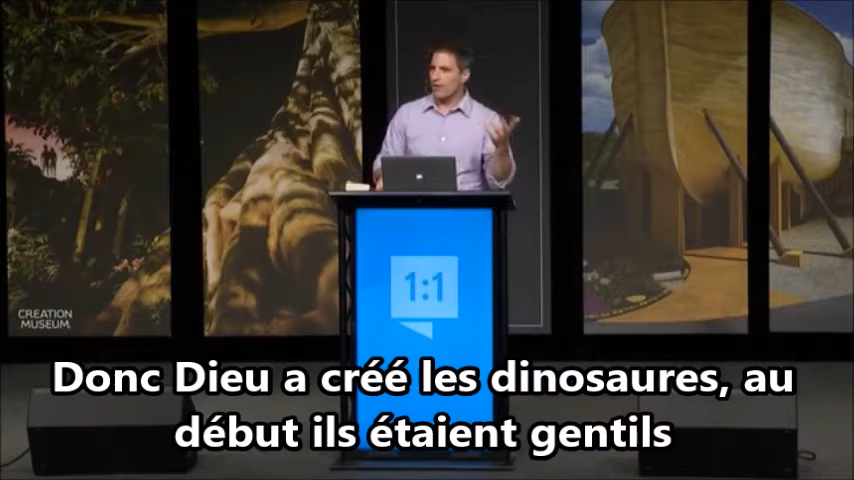 CREATION
MUSEUM
1:1
Donc Dieu a créé les dinosaures, au
début ils étaient gentils